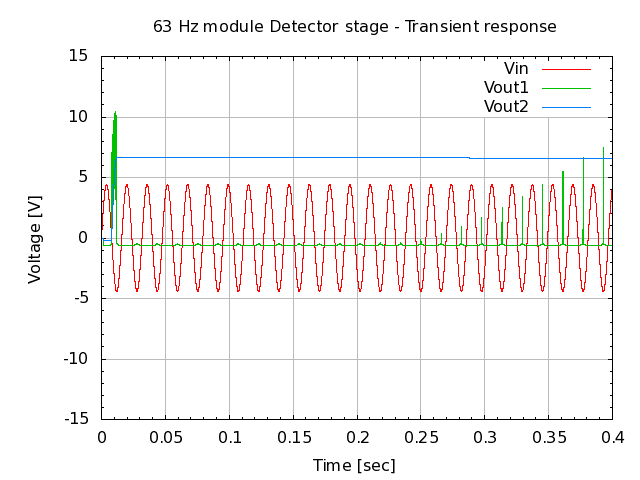 63 Hz module Detector stage - Transient response
15
10
5
0
-5
-10
-15
Voltage [V]
Vin
Vout1
Vout2
0 0.05 0.1 0.15 0.2 0.25 0.3 0.35 0.4
Time [sec]